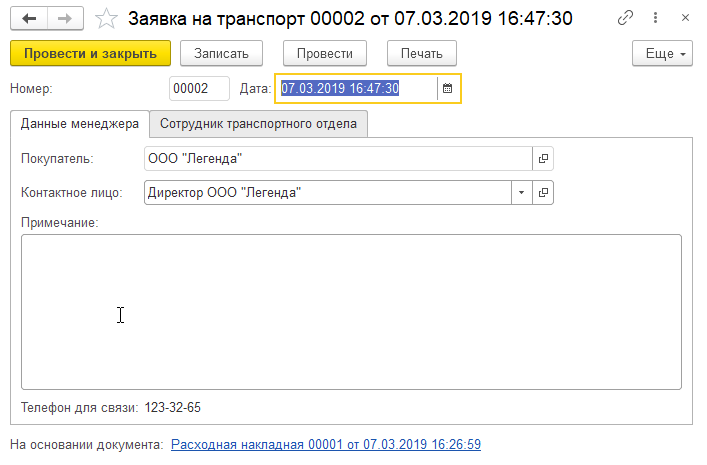 Заявка на транспорт 00002 от 07.03.2019 16:47:30
Провести и закрыть Записать Провести Печать Еще
Номер: 00002 Дата: 07.03.2019 16:47:30
Данные менеджера Сотрудник транспортного отдела
Покупатель: ООО "Легенда"
Контактное лицо: Директор ООО "Легенда"
Примечание:
Телефон для связи: 123-32-65
На основании документа: Расходная накладная 00001 от 07.03.2019 16:26:59